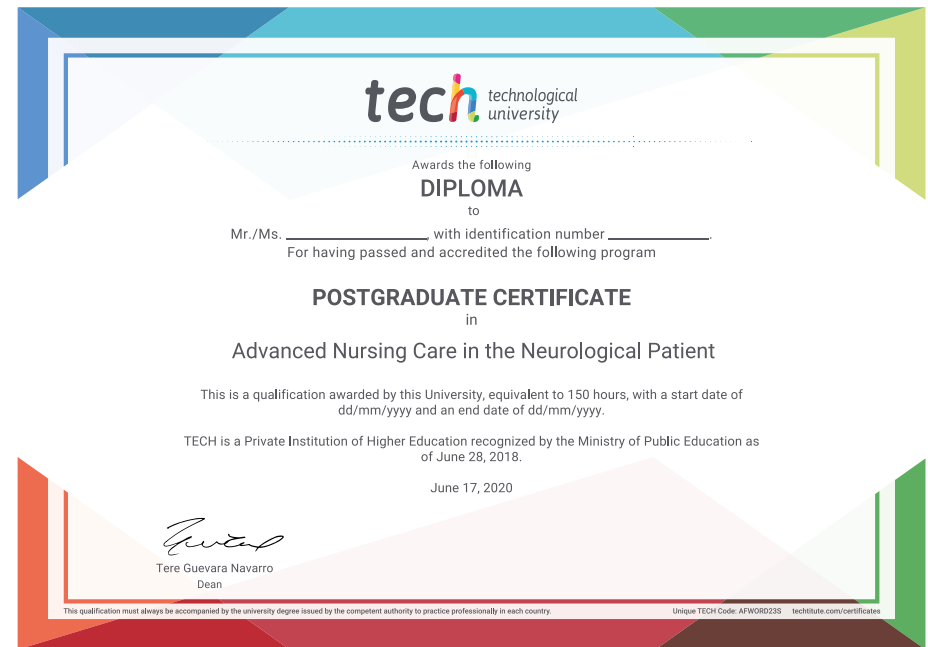 tech technological
university
Awards the following
DIPLOMA
to
Mr./Ms. ____________________, with identification number ______________.
For having passed and accredited the following program
POSTGRADUATE CERTIFICATE
in
Advanced Nursing Care in the Neurological Patient
This is a qualification awarded by this University, equivalent to 150 hours, with a start date of
dd/mm/yyyy and an end date of dd/mm/yyyy.
TECH is a Private Institution of Higher Education recognized by the Ministry of Public Education as
of June 28, 2018.
June 17, 2020
Tere Guevara Navarro
Dean
This qualification must always be accompanied by the university degree issued by the competent authority to practice professionally in each country.
Unique TECH Code: AFWORD23S techtitute.com/certificates